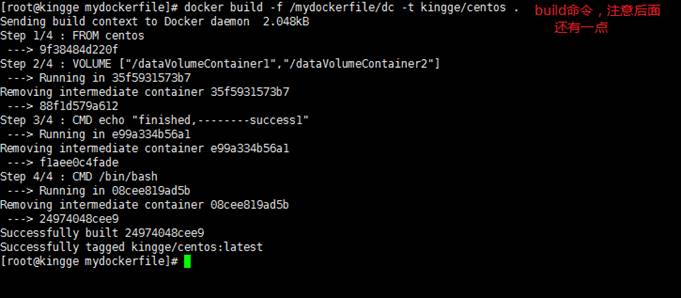 [root@kingge mydockerfile]# docker build -f /mydockerfile/dc -t kingge/centos .
build命令，注意后面
还有一点
Sending build context to Docker daemon  2.048kB
Step 1/4 : FROM centos
 ---> 9f38484d220f
Step 2/4 : VOLUME ["/dataVolumeContainer1","/dataVolumeContainer2"]
 ---> Running in 35f5931573b7
Removing intermediate container 35f5931573b7
 ---> 88f1d579a612
Step 3/4 : CMD echo "finished,--------success1"
 ---> Running in e99a334b56a1
Removing intermediate container e99a334b56a1
 ---> f1aee0c4fade
Step 4/4 : CMD /bin/bash
 ---> Running in 08cee819ad5b
Removing intermediate container 08cee819ad5b
 ---> 24974048cee9
Successfully built 24974048cee9
Successfully tagged kingge/centos:latest
[root@kingge mydockerfile]#